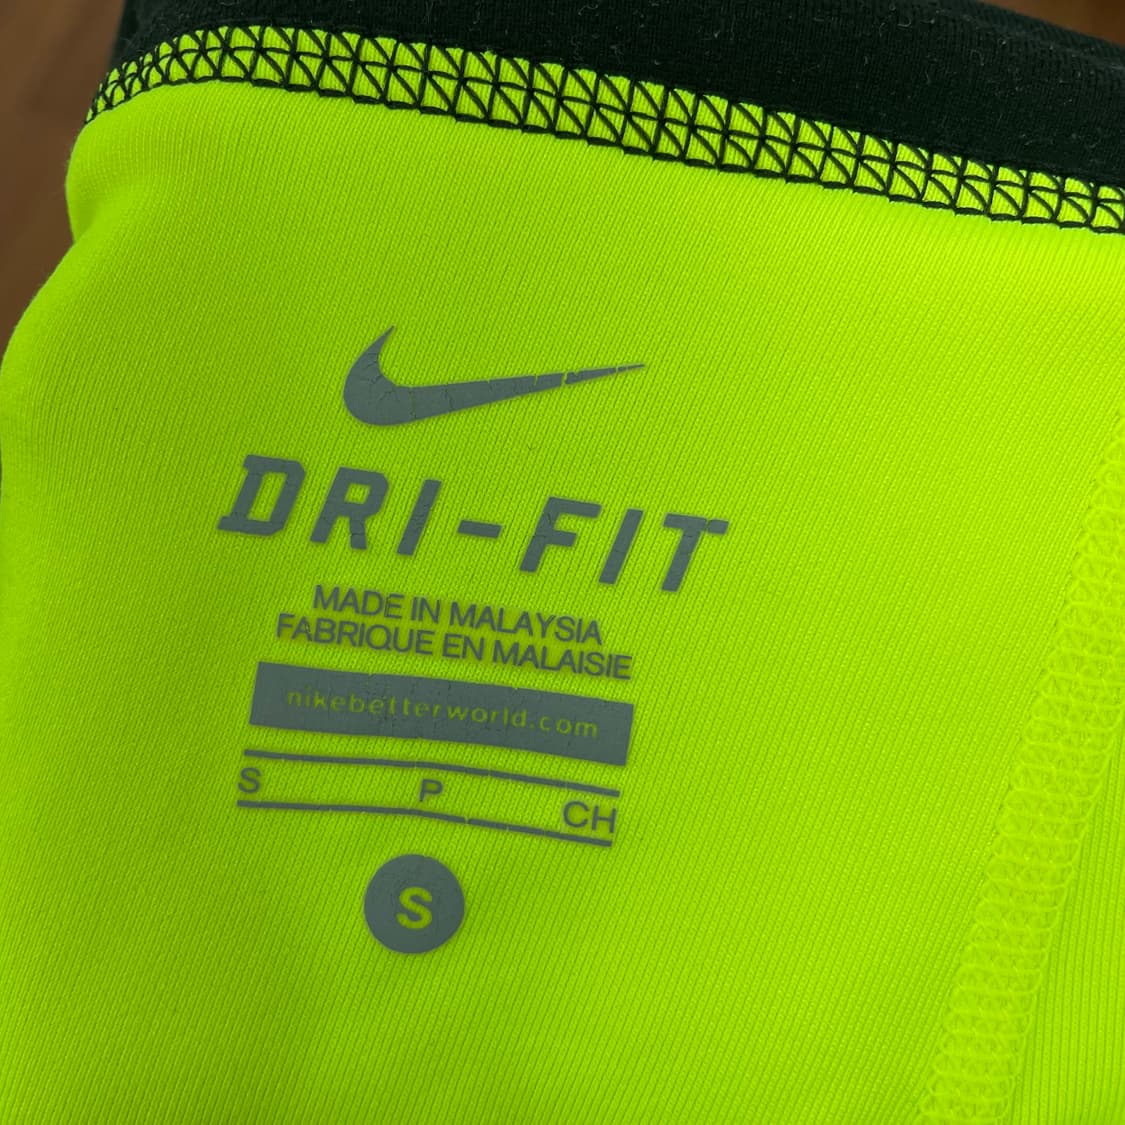 DRI-FIT
MADE IN MALAYSIA
FABRIQUE EN MALAISIE
nikebetterworld.com
S P CH
S